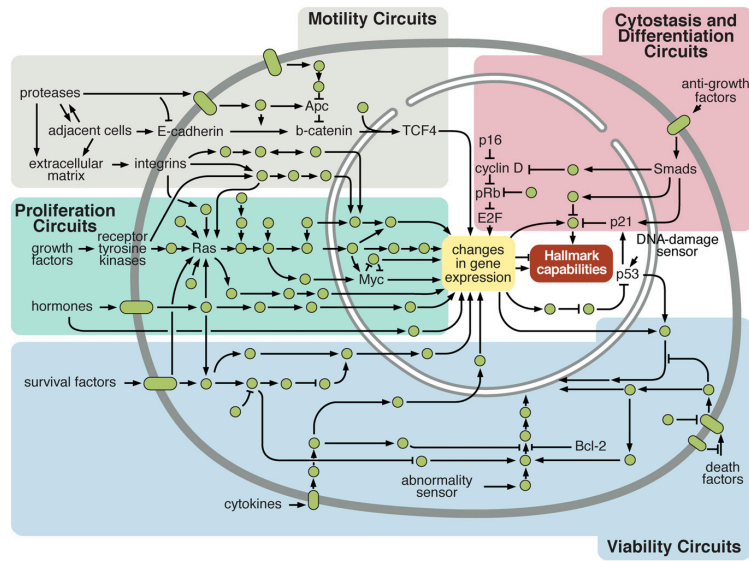 Motility Circuits
Cytostasis and
Differentiation
Circuits
proteases
Apc
anti-growth
factors
adjacent cells
E-cadherin
b-catenin
TCF4
p16
extracellular
matrix
integrins
cyclin D
Smads
pRb
Proliferation
Circuits
E2F
p21
growth
factors
receptor
tyrosine
kinases
Ras
changes
in gene
expression
Hallmark
capabilities
DNA-damage
sensor
Myc
p53
hormones
survival factors
Bcl-2
abnormality
sensor
death
factors
cytokines
Viability Circuits